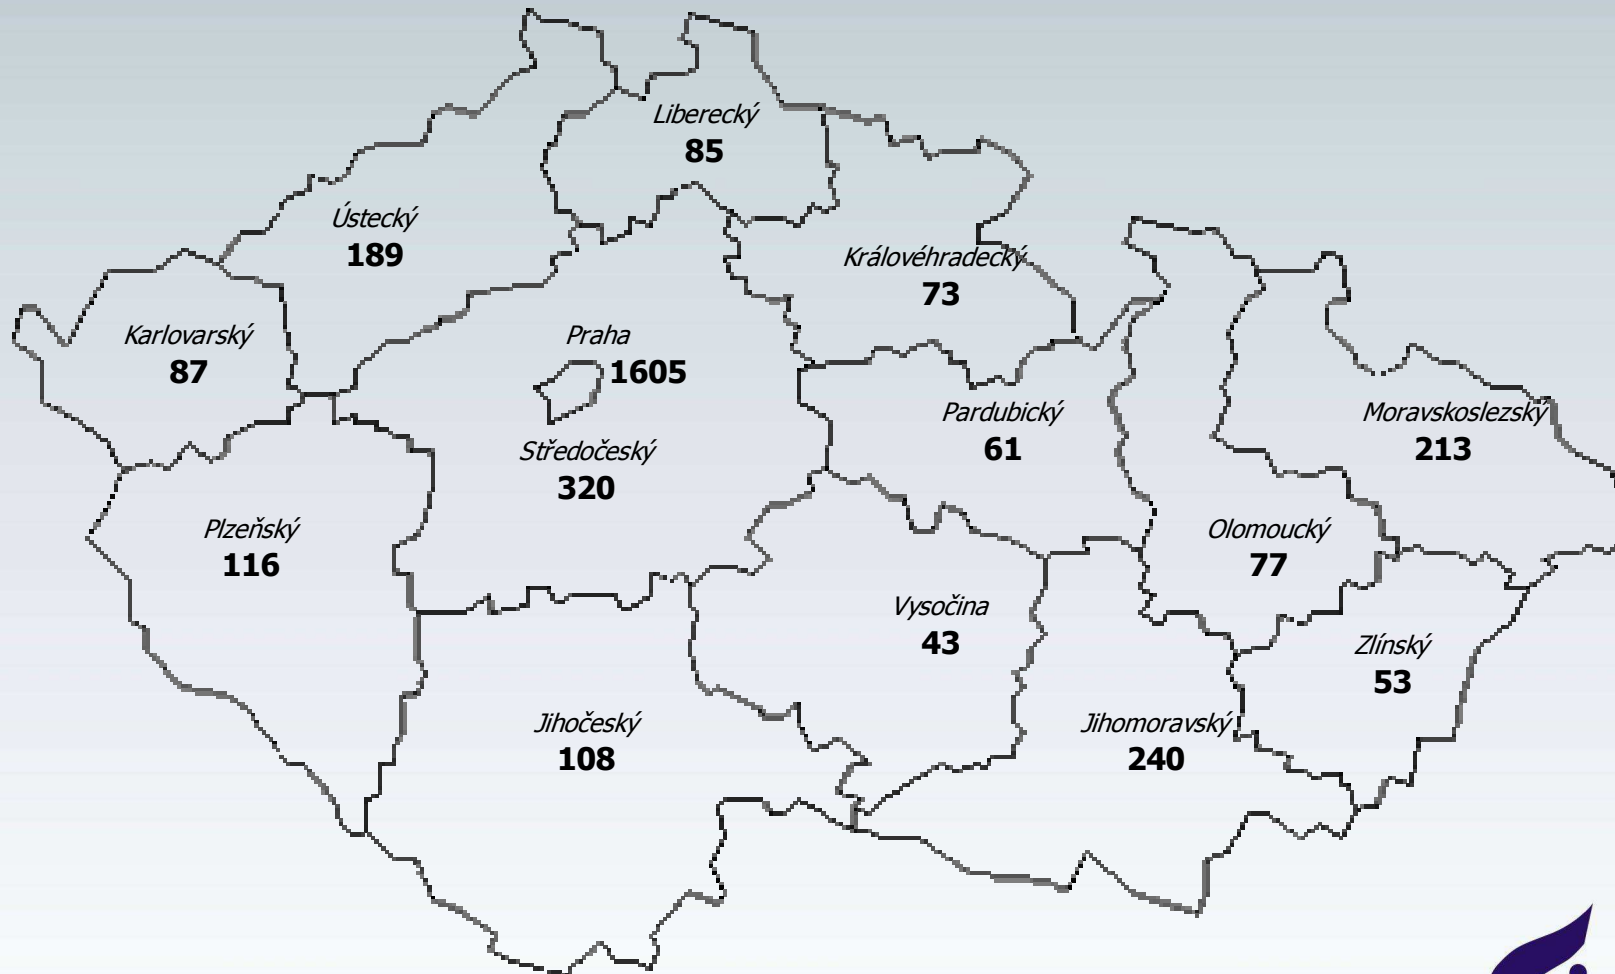 Liberecký
85
Ústecký
189
Královéhradecký
73
Karlovarský
87
Praha
1605
Pardubický
61
Moravskoslezský
213
Středočeský
320
Plzeňský
116
Olomoucký
77
Vysočina
43
Zlínský
53
Jihočeský
108
Jihomoravský
240